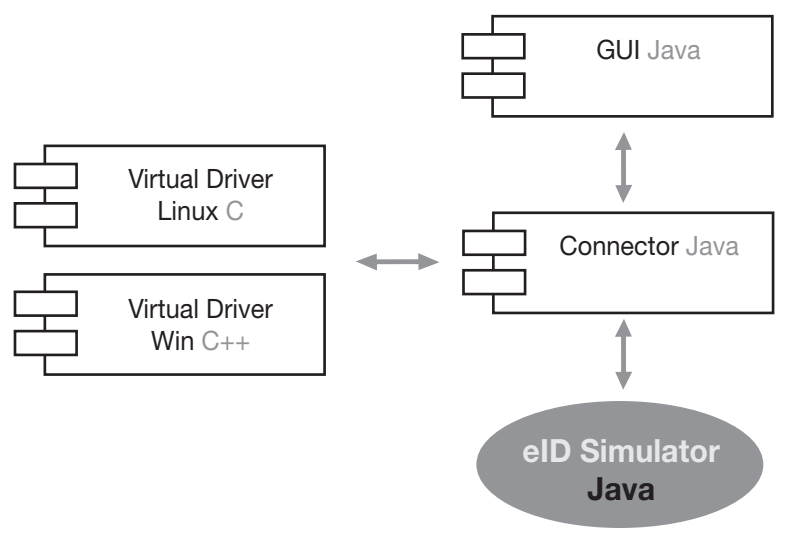 GUI Java
Virtual Driver
Linux C
Connector Java
Virtual Driver
Win C++
eID Simulator
Java